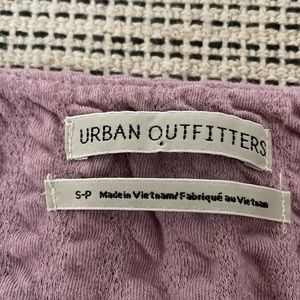 URBAN OUTFITTERS
S-P Made in Vietnam/Fabriqué au Vietnam